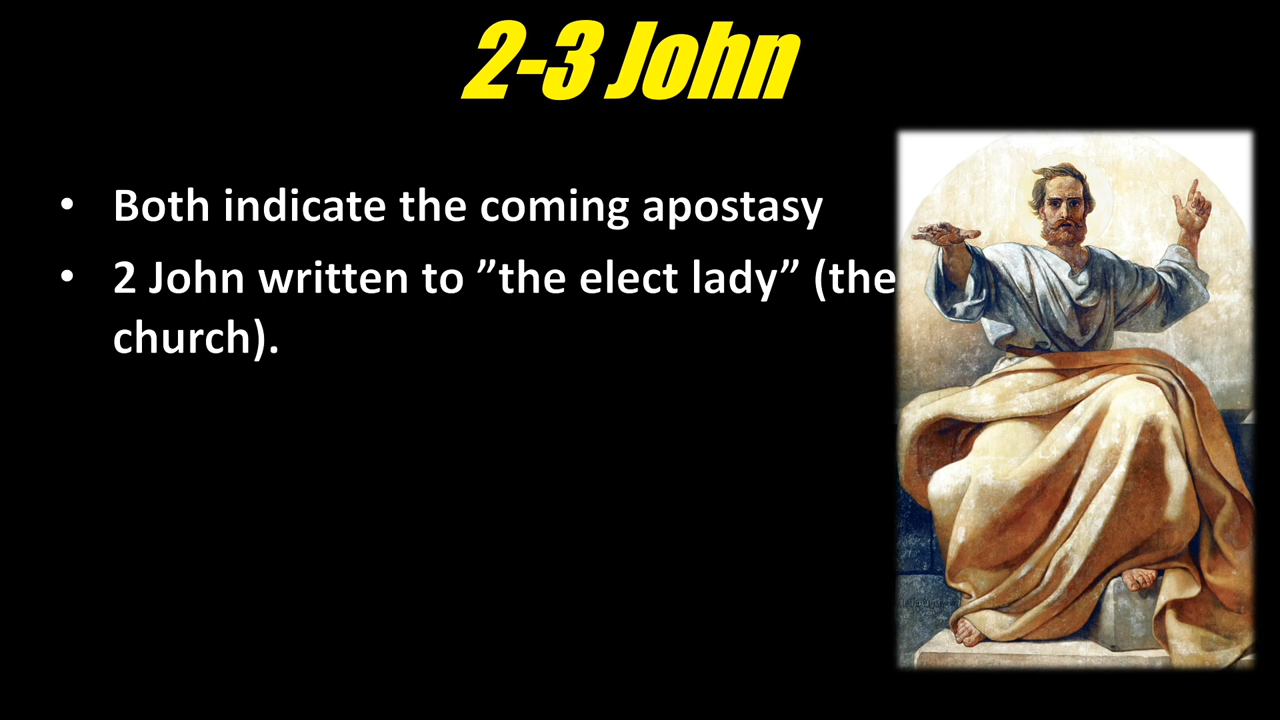 2-3 John
• Both indicate the coming apostasy
• 2 John written to ”the elect lady” (the
church).